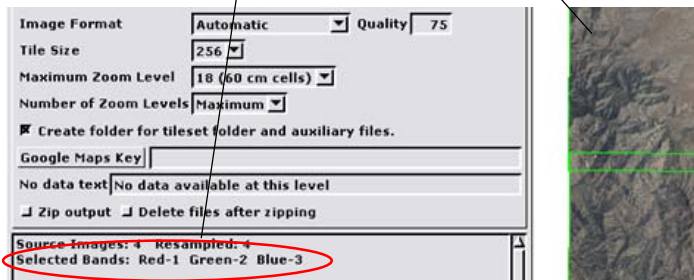 Image Format Automatic Quality 75
Tile Size 256
Maximum Zoom Level 18 (60 cm cells)
Number of Zoom Levels Maximum
Create folder for tileset folder and auxiliary files.
Google Maps Key
No data text No data available at this level
Zip output Delete files after zipping
Source Images: 4 Resampled: 4
Selected Bands: Red-1 Green-2 Blue-3